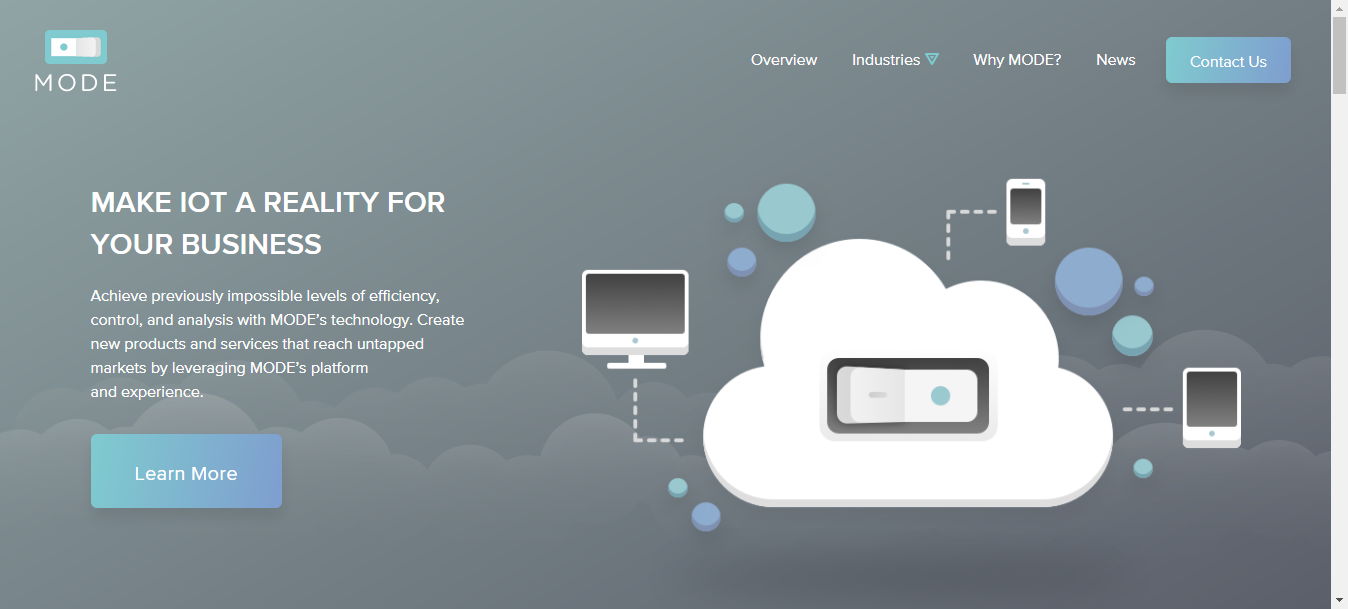 MODE
Overview
Industries
Why MODE?
News
Contact Us
MAKE IOT A REALITY FOR
YOUR BUSINESS
Achieve previously impossible levels of efficiency,
control, and analysis with MODE’s technology. Create
new products and services that reach untapped
markets by leveraging MODE’s platform
and experience.
Learn More